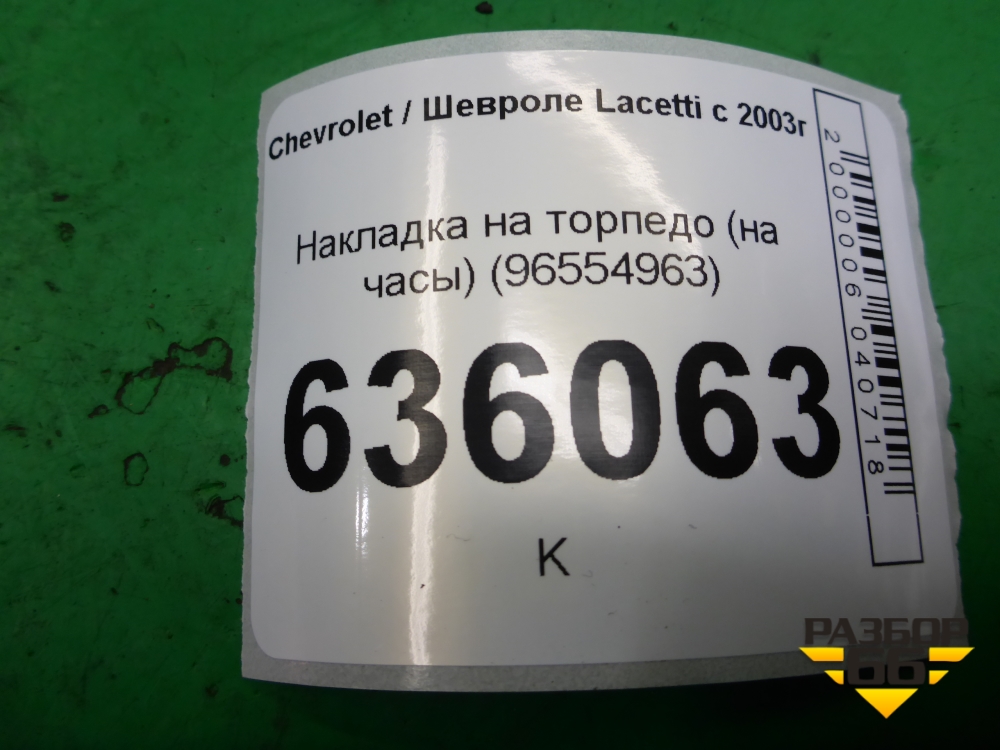 Chevrolet / Шевроле Lacetti с 2003г
Накладка на торпедо (на
часы) (96554963)
636063
К
2000006040718
РАЗБОР
66